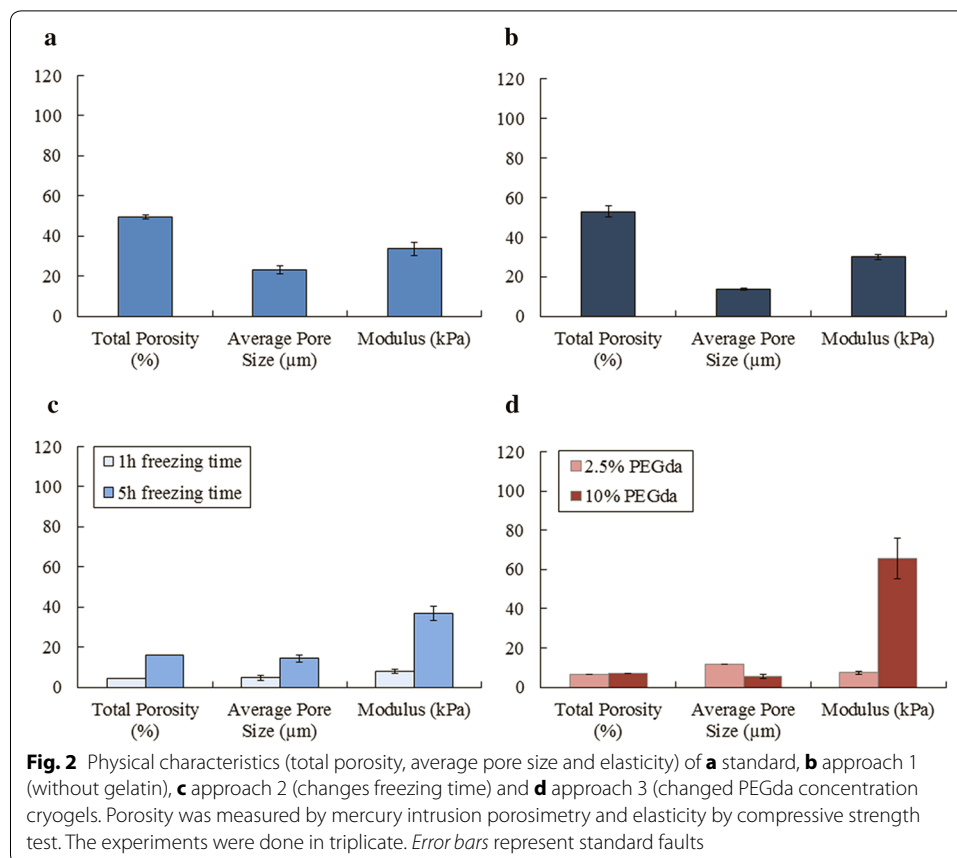 a
120
100
80
60
40
20
0
Total Porosity (%)
Average Pore Size (µm)
Modulus (kPa)
b
120
100
80
60
40
20
0
Total Porosity (%)
Average Pore Size (µm)
Modulus (kPa)
c
120
100
80
60
40
20
0
1h freezing time
5h freezing time
Total Porosity (%)
Average Pore Size (µm)
Modulus (kPa)
d
120
100
80
60
40
20
0
2.5% PEGda
10% PEGda
Total Porosity (%)
Average Pore Size (µm)
Modulus (kPa)
Fig. 2 Physical characteristics (total porosity, average pore size and elasticity) of a standard, b approach 1
(without gelatin), c approach 2 (changes freezing time) and d approach 3 (changed PEGda concentration
cryogels. Porosity was measured by mercury intrusion porosimetry and elasticity by compressive strength
test. The experiments were done in triplicate. Error bars represent standard faults